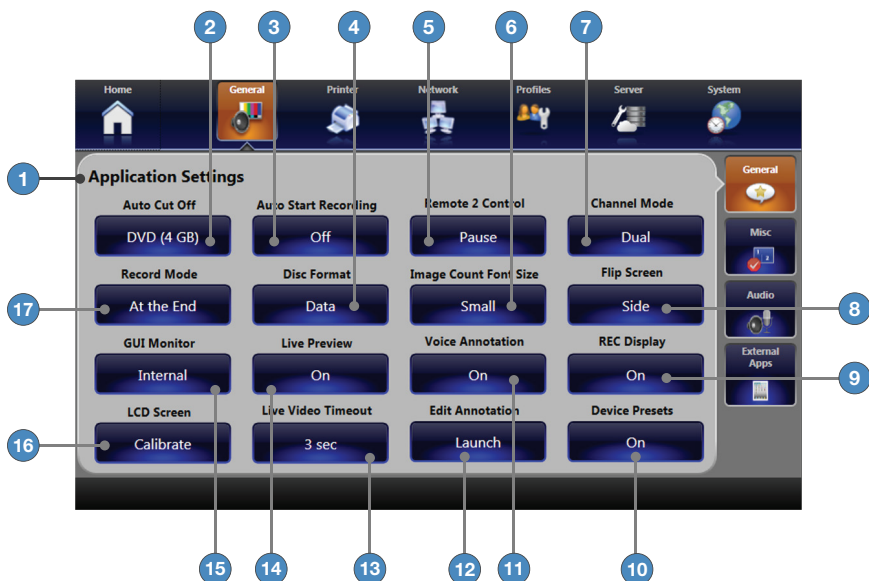 2 3 4 5 6 7
Home General Printer Network Profiles Server System
1 Application Settings
General
Auto Cut Off Auto Start Recording Remote 2 Control Channel Mode
DVD (4 GB) Off Pause Dual
Misc
1 2
Record Mode Disc Format Image Count Font Size Flip Screen
17 At the End Data Small Side 8
Audio
GUI Monitor Live Preview Voice Annotation REC Display
Internal On On On 9
External
Apps
LCD Screen Live Video Timeout Edit Annotation Device Presets
16 Calibrate 3 sec Launch On
15 14 13 12 11 10